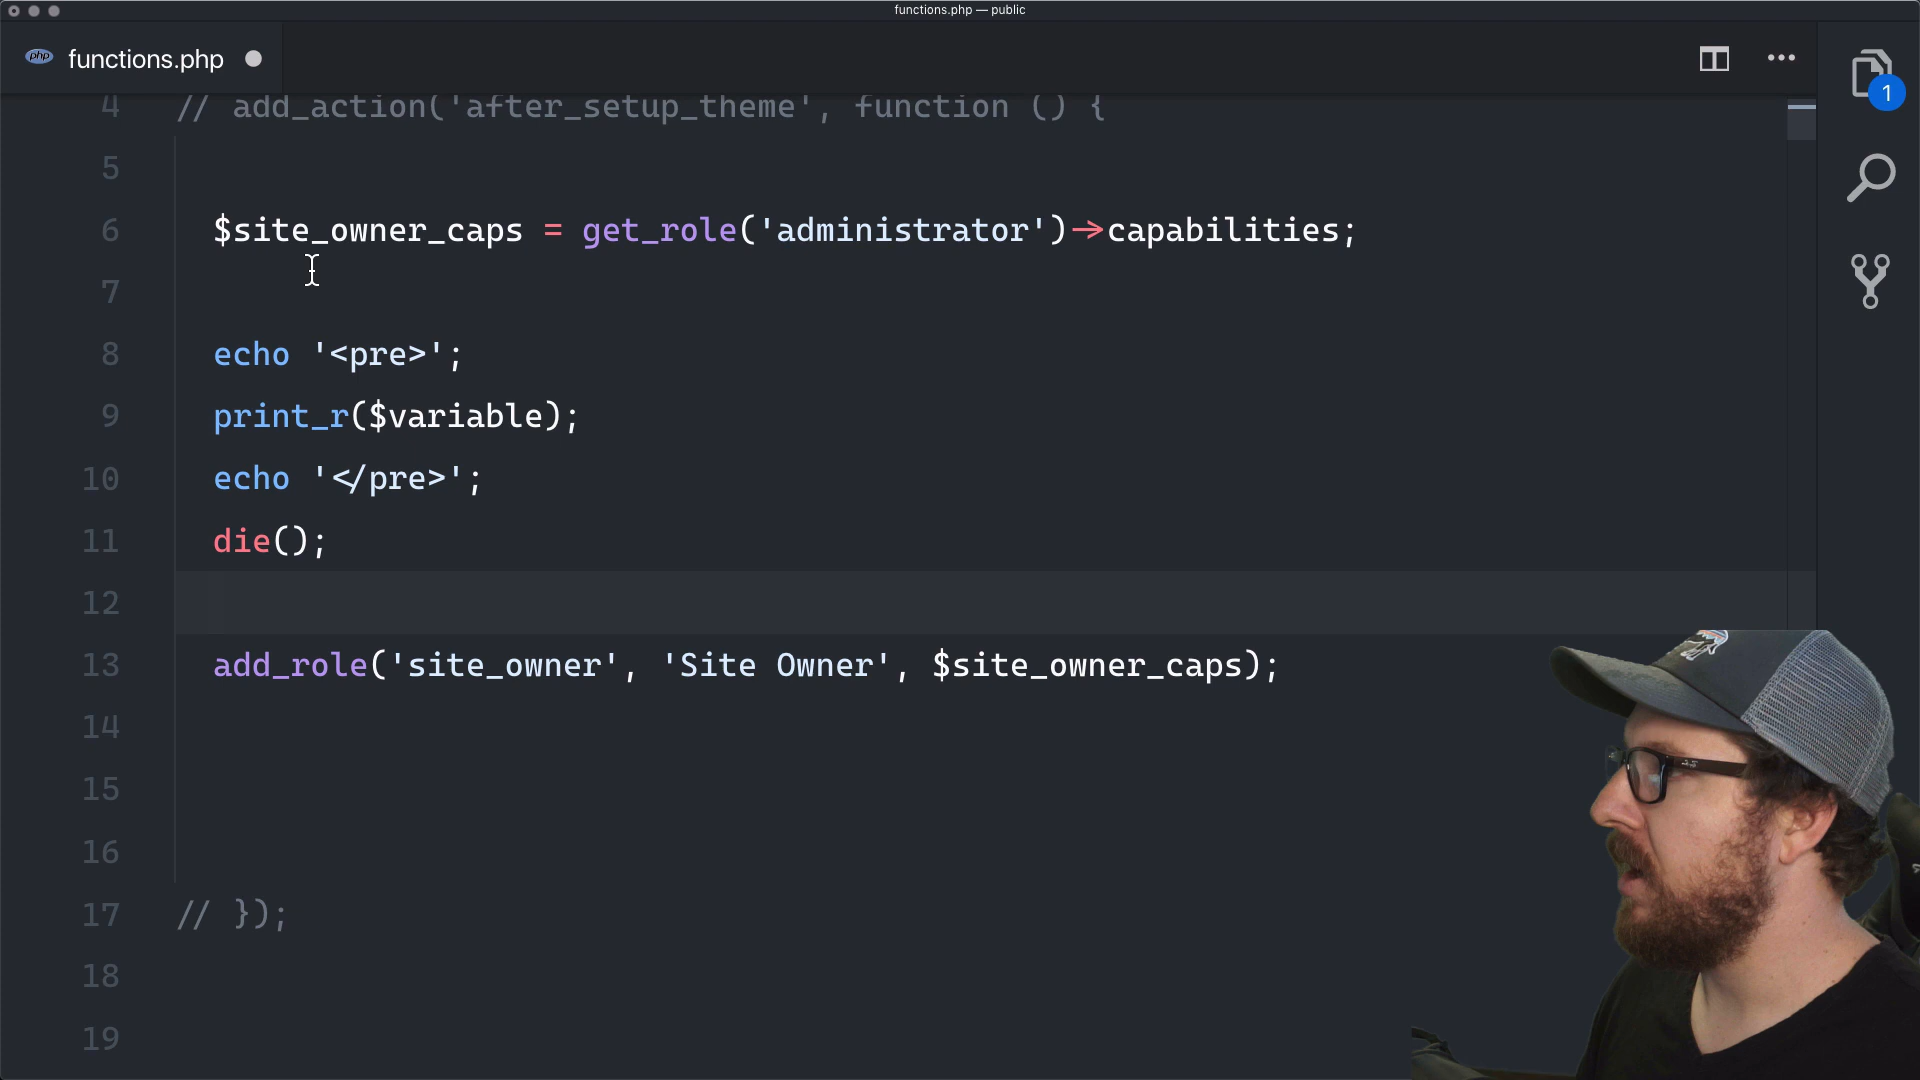 functions.php — public
php functions.php
1
4 // add_action('after_setup_theme', function () {
5
6 $site_owner_caps = get_role('administrator')->capabilities;
7
8 echo '<pre>';
9 print_r($variable);
10 echo '</pre>';
11 die();
12
13 add_role('site_owner', 'Site Owner', $site_owner_caps);
14
15
16
17 // });
18
19